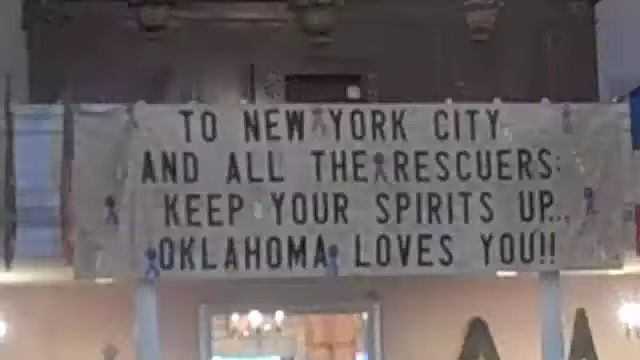 TO NEW YORK CITY
AND ALL THE RESCUERS:
KEEP YOUR SPIRITS UP...
OKLAHOMA LOVES YOU!!